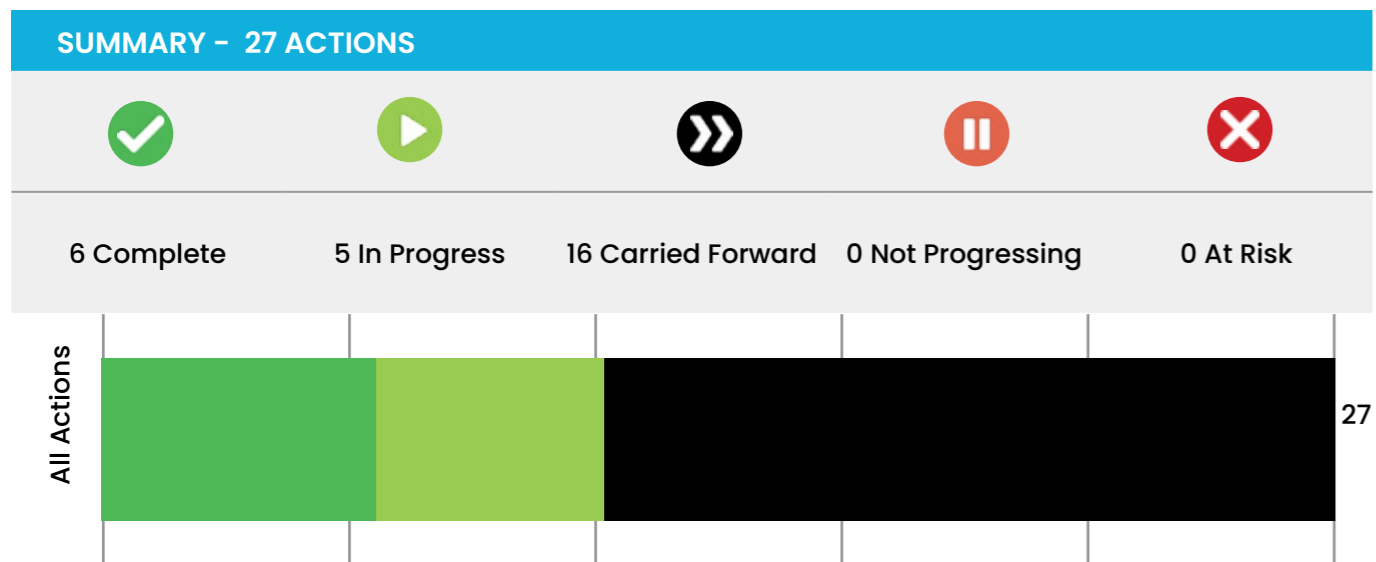 SUMMARY - 27 ACTIONS
6 Complete
5 In Progress
16 Carried Forward
0 Not Progressing
0 At Risk
All Actions
27